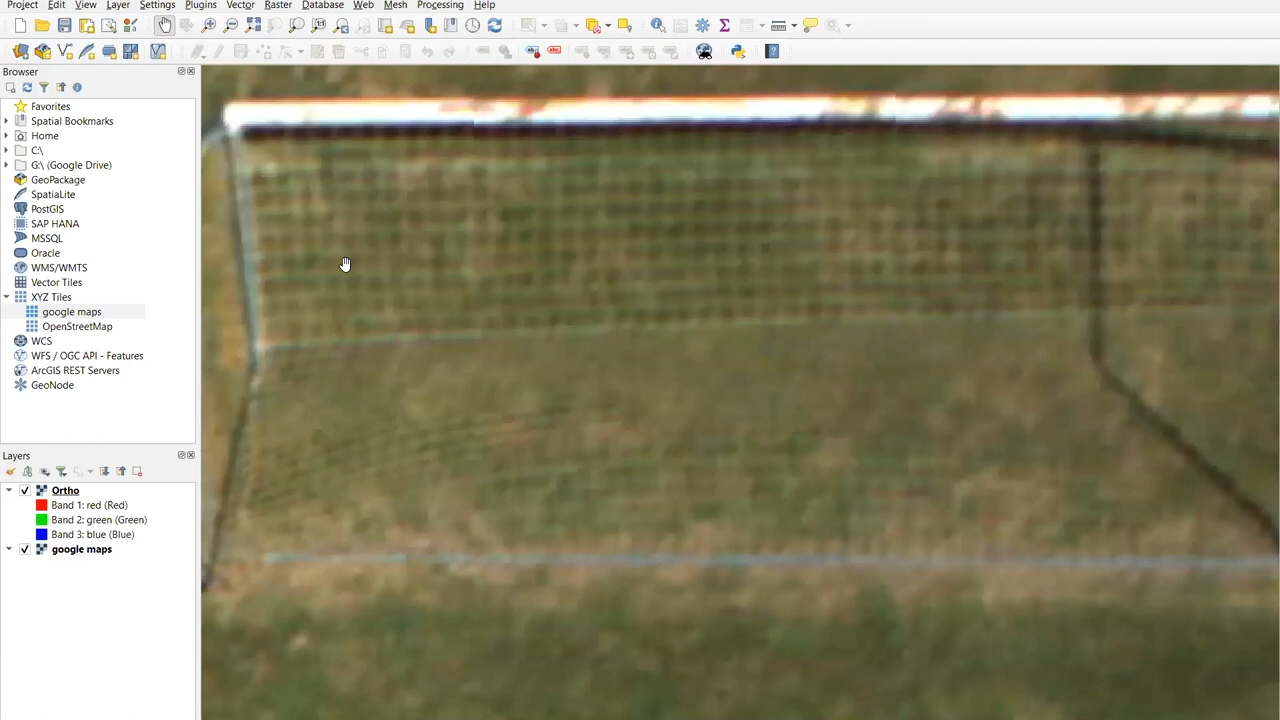 Project Edit View Layer Settings Plugins Vector Raster Database Web Mesh Processing Help
Browser
Favorites
Spatial Bookmarks
Home
C:\
G:\ (Google Drive)
GeoPackage
SpatiaLite
PostGIS
SAP HANA
MSSQL
Oracle
WMS/WMTS
Vector Tiles
XYZ Tiles
google maps
OpenStreetMap
WCS
WFS / OGC API - Features
ArcGIS REST Servers
GeoNode
Layers
Ortho
Band 1: red (Red)
Band 2: green (Green)
Band 3: blue (Blue)
google maps